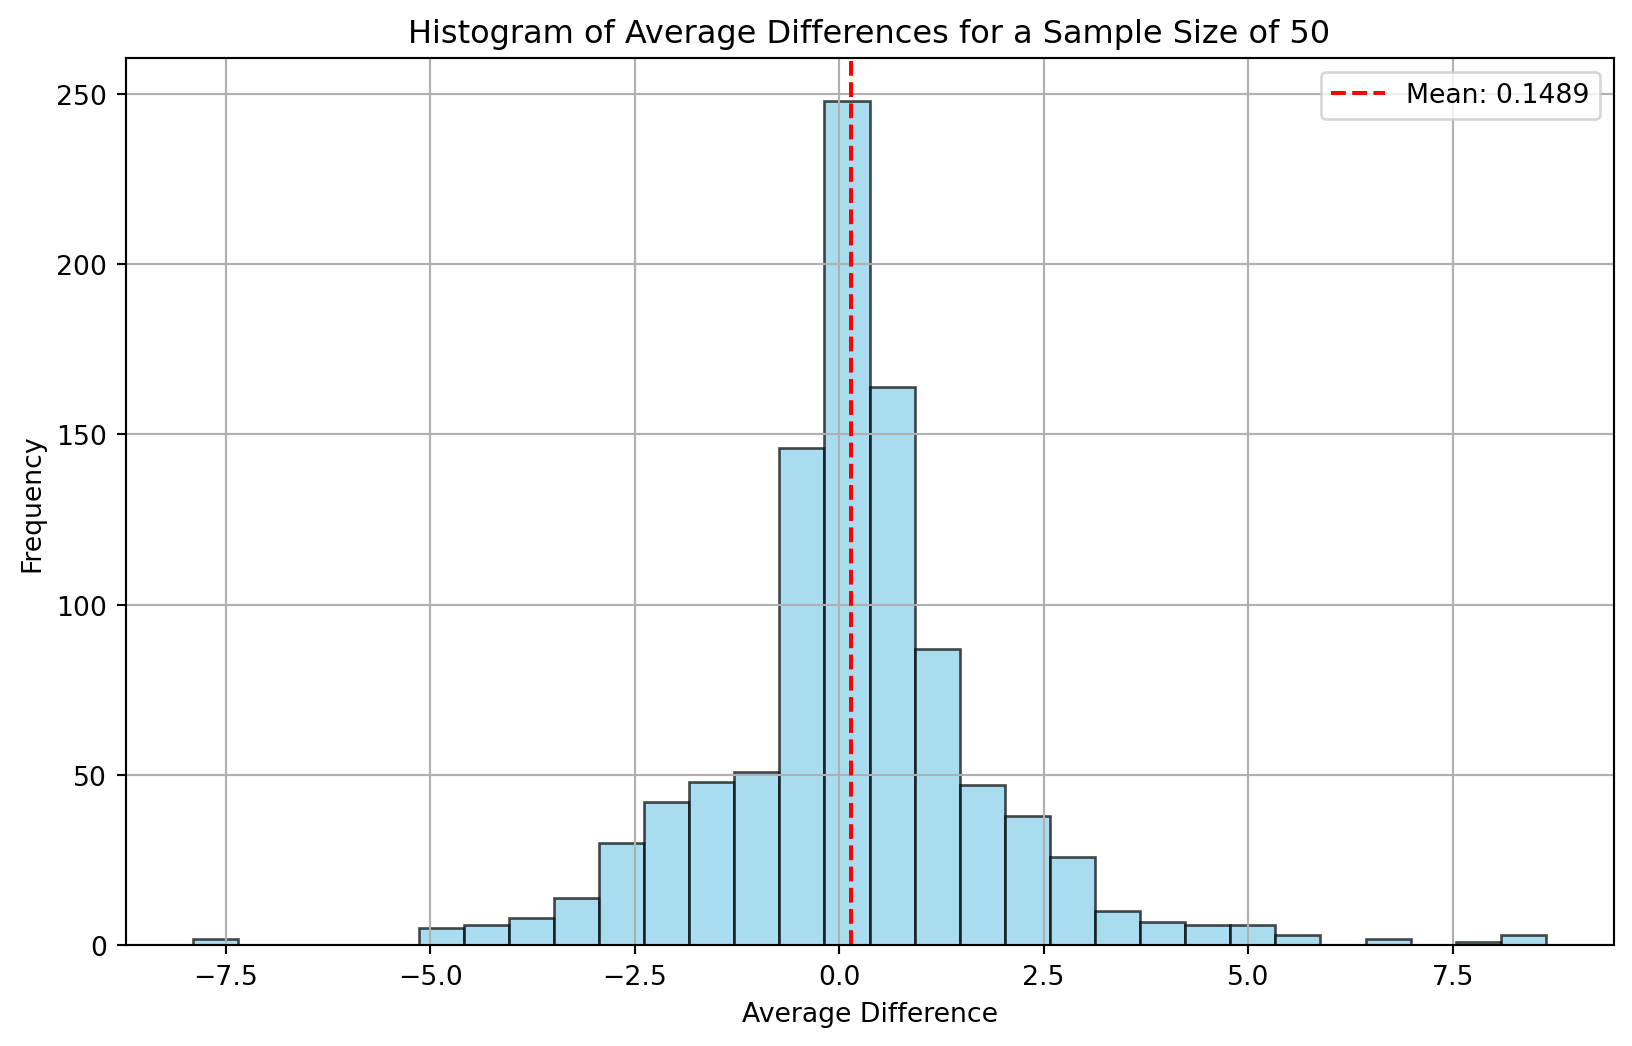 Histogram of Average Differences for a Sample Size of 50
Mean: 0.1489
Frequency
250
200
150
100
50
0
−7.5 −5.0 −2.5 0.0 2.5 5.0 7.5
Average Difference